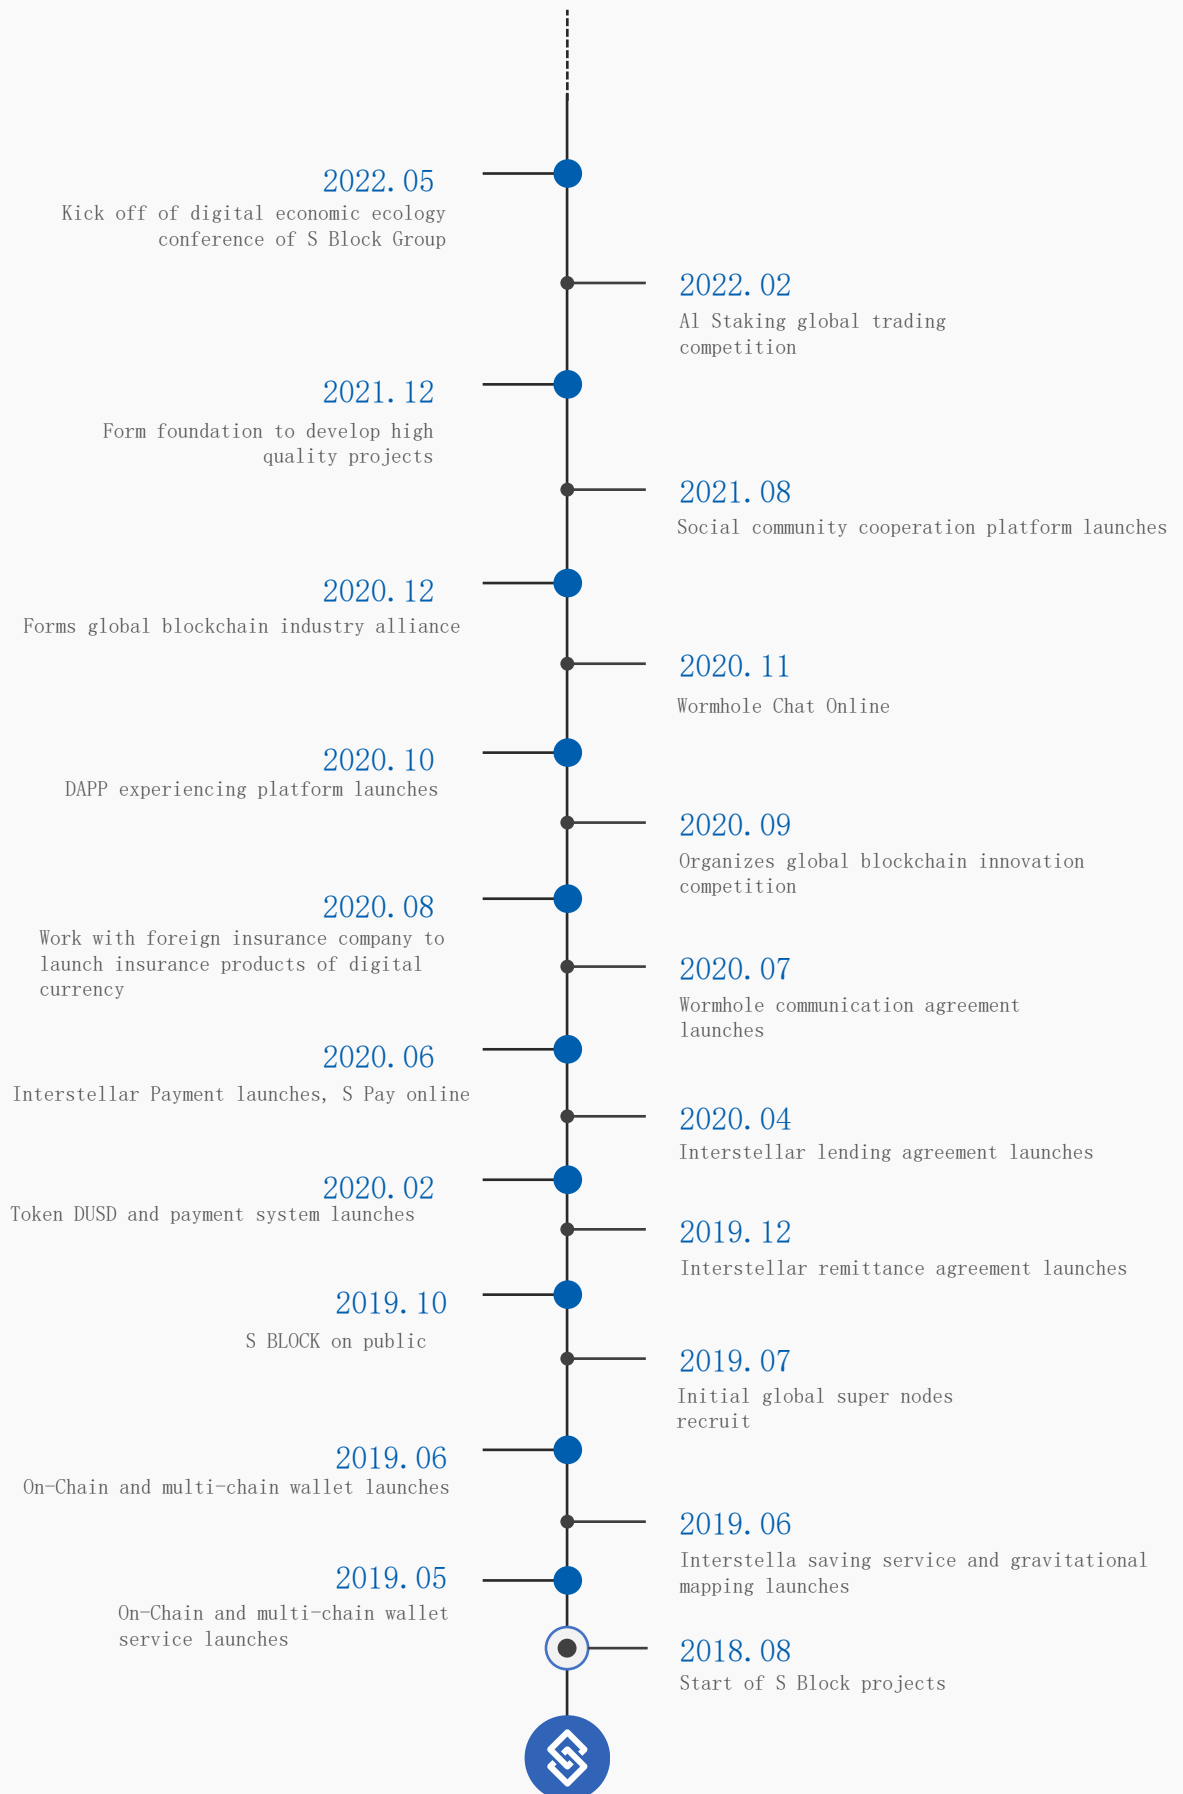 2022.05
Kick off of digital economic ecology
conference of S Block Group
2022.02
Al Staking global trading
competition
2021.12
Form foundation to develop high
quality projects
2021.08
Social community cooperation platform launches
2020.12
Forms global blockchain industry alliance
2020.11
Wormhole Chat Online
2020.10
DAPP experiencing platform launches
2020.09
Organizes global blockchain innovation
competition
2020.08
Work with foreign insurance company to
launch insurance products of digital
currency
2020.07
Wormhole communication agreement
launches
2020.06
Interstellar Payment launches, S Pay online
2020.04
Interstellar lending agreement launches
2020.02
Token DUSD and payment system launches
2019.12
Interstellar remittance agreement launches
2019.10
S BLOCK on public
2019.07
Initial global super nodes
recruit
2019.06
On-Chain and multi-chain wallet launches
2019.06
Interstella saving service and gravitational
mapping launches
2019.05
On-Chain and multi-chain wallet
service launches
2018.08
Start of S Block projects